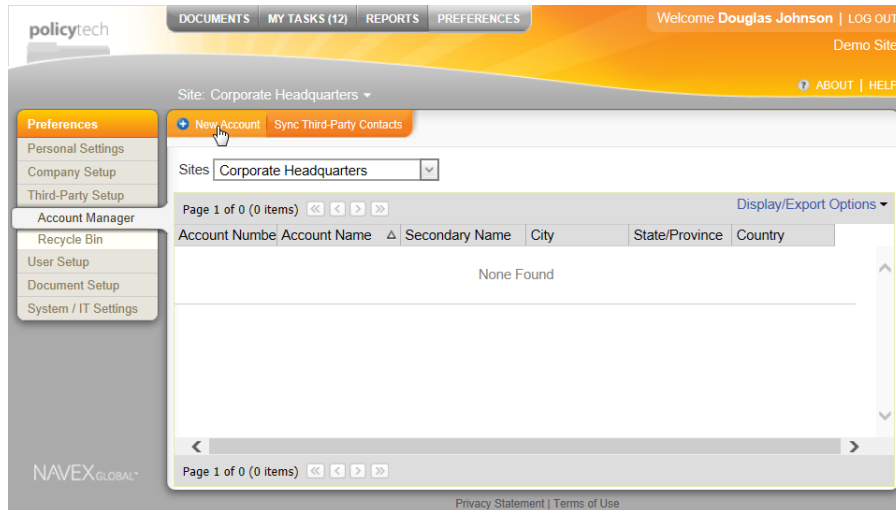 policytech
DOCUMENTS MY TASKS (12) REPORTS PREFERENCES
Welcome Douglas Johnson | LOG OUT
Demo Site
ABOUT | HELP
Site: Corporate Headquarters
Preferences
Personal Settings
Company Setup
Third-Party Setup
Account Manager
Recycle Bin
User Setup
Document Setup
System / IT Settings
New Account Sync Third-Party Contacts
Sites Corporate Headquarters
Page 1 of 0 (0 items)
Display/Export Options
Account Numbe Account Name Secondary Name City State/Province Country
None Found
Page 1 of 0 (0 items)
NAVEX GLOBAL
Privacy Statement | Terms of Use